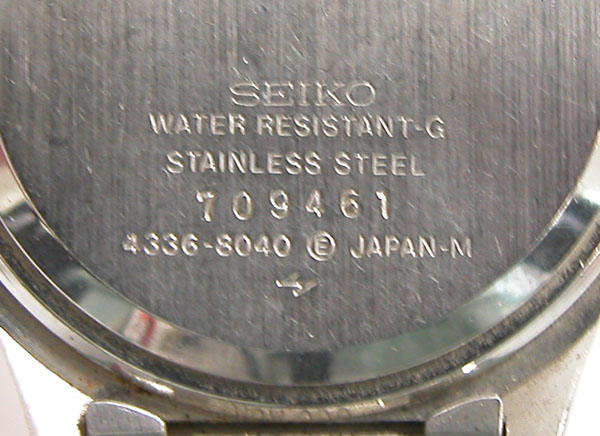 SEIKO
WATER RESISTANT-G
STAINLESS STEEL
709461
4336-8040 Ⓔ JAPAN-M